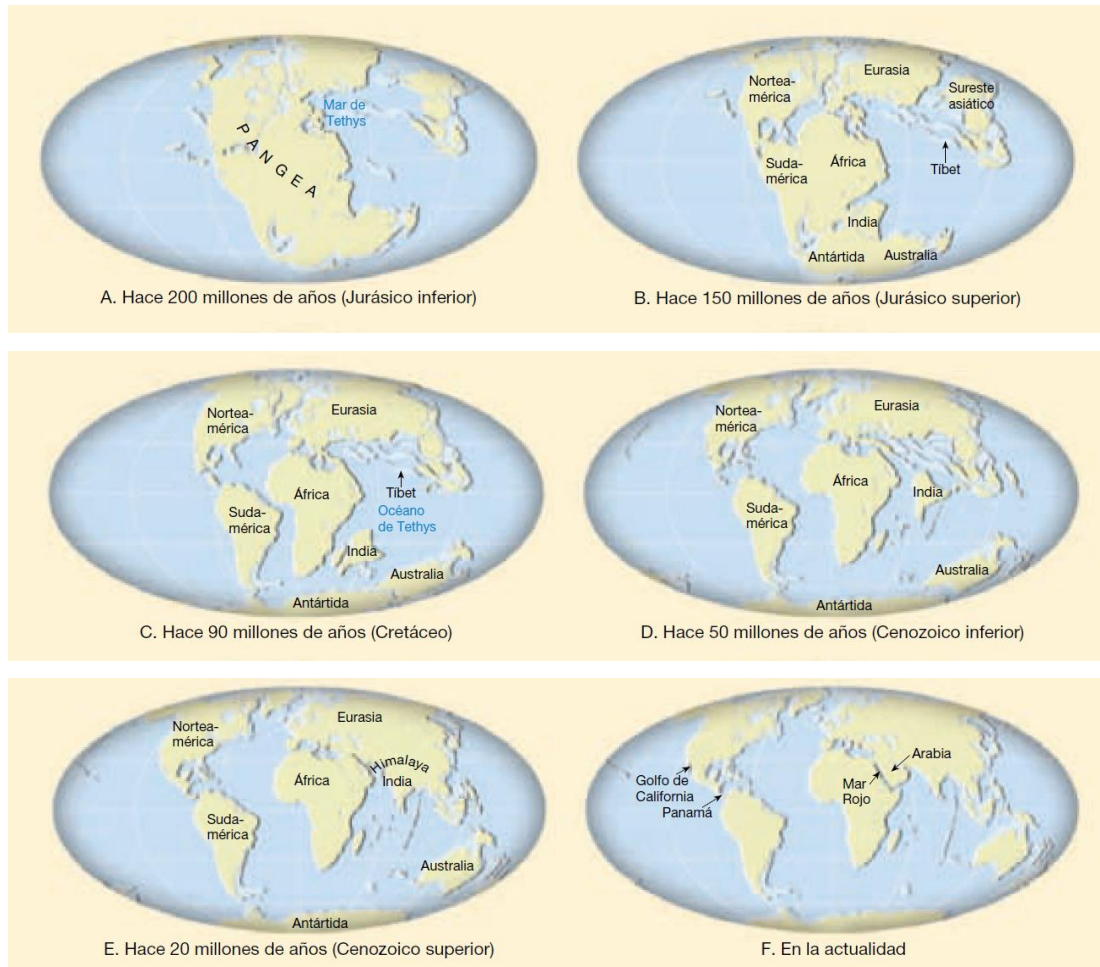 Mar de
Tethys
PANGEA
A. Hace 200 millones de años (Jurásico inferior)
Nortea-
mérica
Eurasia
Sureste
asiático
Suda-
mérica
África
Tíbet
India
Antártida
Australia
B. Hace 150 millones de años (Jurásico superior)
Nortea-
mérica
Eurasia
Suda-
mérica
África
Tíbet
Océano
de Tethys
India
Australia
Antártida
C. Hace 90 millones de años (Cretáceo)
Nortea-
mérica
Eurasia
Suda-
mérica
África
India
Australia
Antártida
D. Hace 50 millones de años (Cenozoico inferior)
Nortea-
mérica
Eurasia
Himalaya
África
India
Suda-
mérica
Australia
Antártida
E. Hace 20 millones de años (Cenozoico superior)
Golfo de
California
Panamá
Arabia
Mar
Rojo
F. En la actualidad